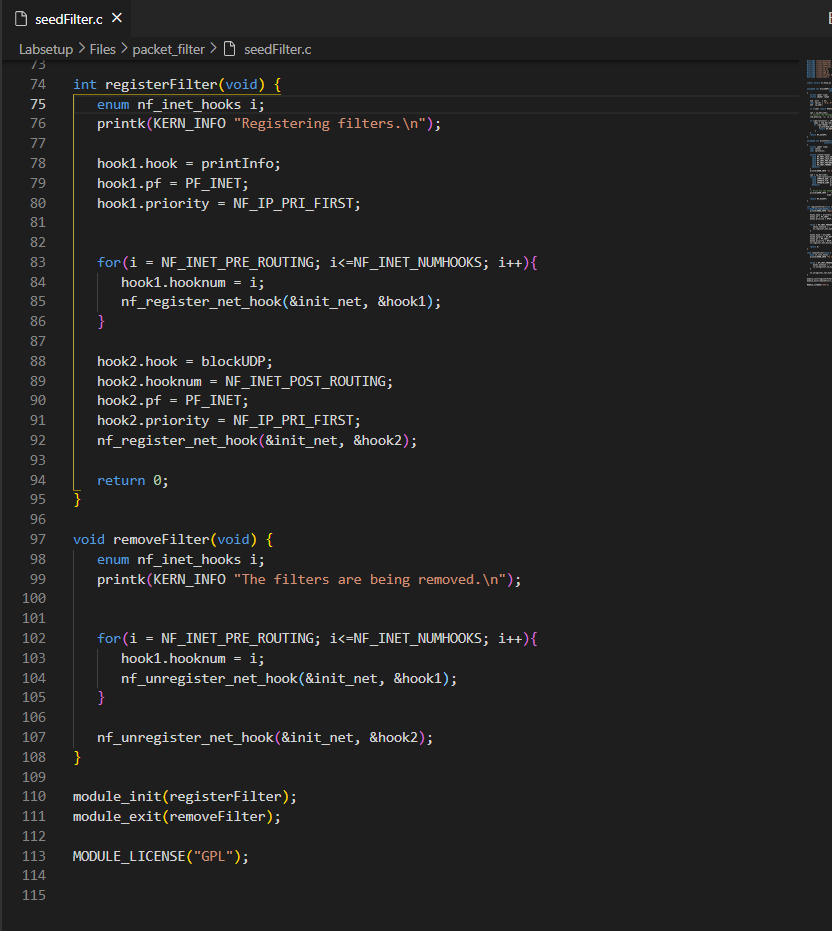 seedFilter.c ×
Labsetup > Files > packet_filter > seedFilter.c
73
74 int registerFilter(void) {
75    enum nf_inet_hooks i;
76    printk(KERN_INFO "Registering filters.\n");
77
78    hook1.hook = printInfo;
79    hook1.pf = PF_INET;
80    hook1.priority = NF_IP_PRI_FIRST;
81
82
83    for(i = NF_INET_PRE_ROUTING; i<=NF_INET_NUMHOOKS; i++){
84       hook1.hooknum = i;
85       nf_register_net_hook(&init_net, &hook1);
86    }
87
88    hook2.hook = blockUDP;
89    hook2.hooknum = NF_INET_POST_ROUTING;
90    hook2.pf = PF_INET;
91    hook2.priority = NF_IP_PRI_FIRST;
92    nf_register_net_hook(&init_net, &hook2);
93
94    return 0;
95 }
96
97 void removeFilter(void) {
98    enum nf_inet_hooks i;
99    printk(KERN_INFO "The filters are being removed.\n");
100
101
102    for(i = NF_INET_PRE_ROUTING; i<=NF_INET_NUMHOOKS; i++){
103       hook1.hooknum = i;
104       nf_unregister_net_hook(&init_net, &hook1);
105    }
106
107    nf_unregister_net_hook(&init_net, &hook2);
108 }
109
110 module_init(registerFilter);
111 module_exit(removeFilter);
112
113 MODULE_LICENSE("GPL");
114
115